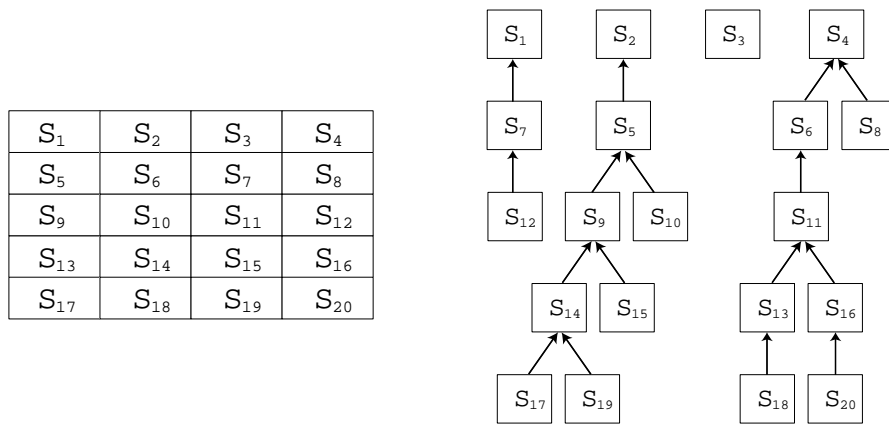 S₁ S₂ S₃ S₄
S₅ S₆ S₇ S₈
S₉ S₁₀ S₁₁ S₁₂
S₁₃ S₁₄ S₁₅ S₁₆
S₁₇ S₁₈ S₁₉ S₂₀
S₁ S₂ S₃ S₄
S₇ S₅ S₆ S₈
S₁₂ S₉ S₁₀ S₁₁
S₁₄ S₁₅ S₁₃ S₁₆
S₁₇ S₁₉ S₁₈ S₂₀